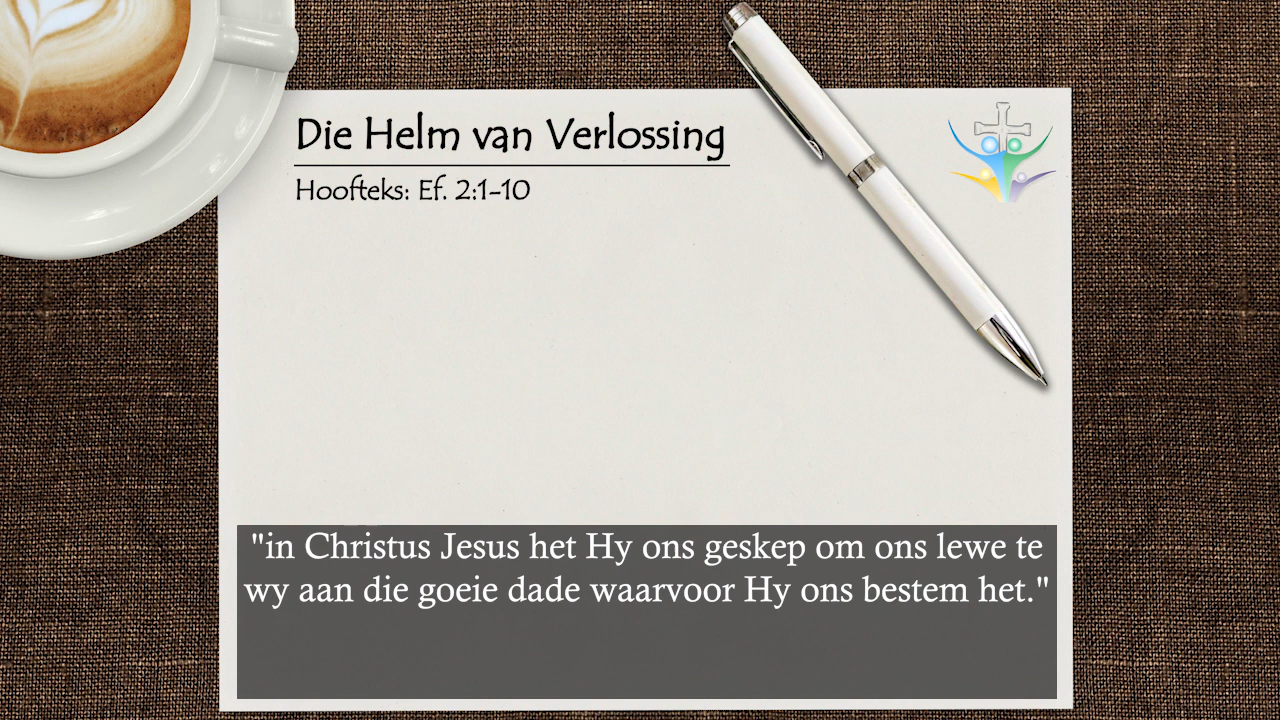 Die Helm van Verlossing
Hoofteks: Ef. 2:1-10
"in Christus Jesus het Hy ons geskep om ons lewe te
wy aan die goeie dade waarvoor Hy ons bestem het."